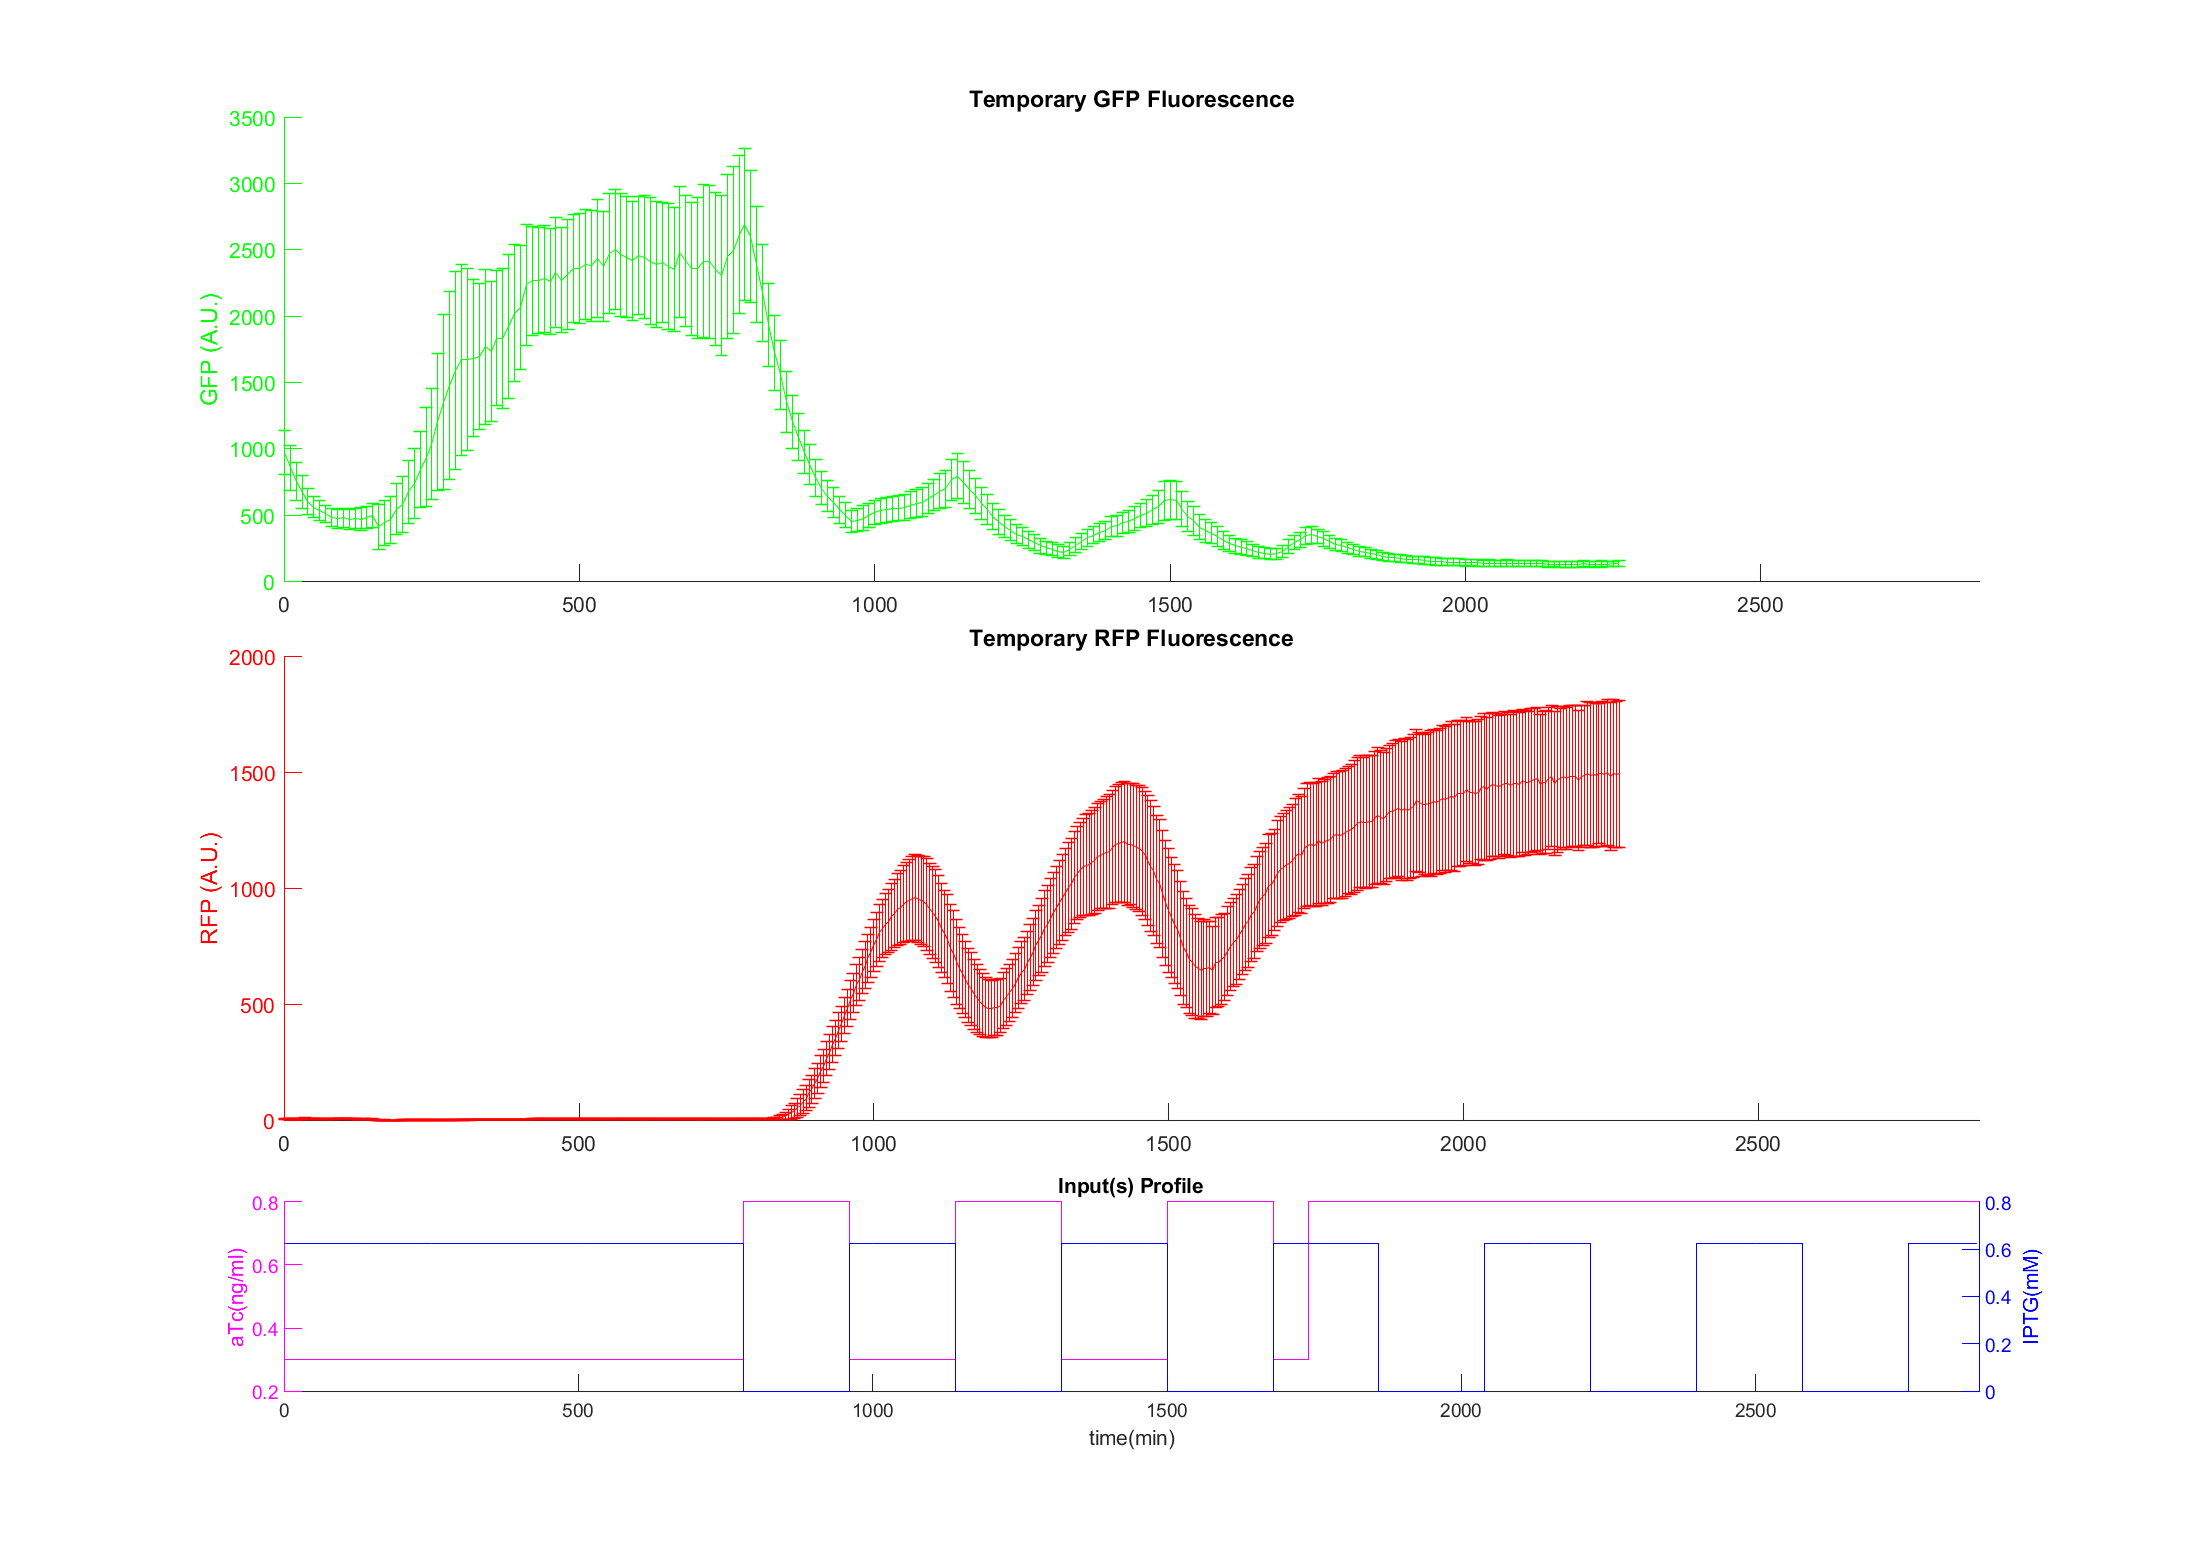 Temporary GFP Fluorescence
3500
3000
2500
2000
1500
1000
500
0
GFP (A.U.)
0 500 1000 1500 2000 2500
Temporary RFP Fluorescence
2000
1500
1000
500
0
RFP (A.U.)
0 500 1000 1500 2000 2500
Input(s) Profile
0.8
0.6
0.4
0.2
aTc(ng/ml)
0.8
0.6
0.4
0.2
0
IPTG(mM)
0 500 1000 1500 2000 2500
time(min)